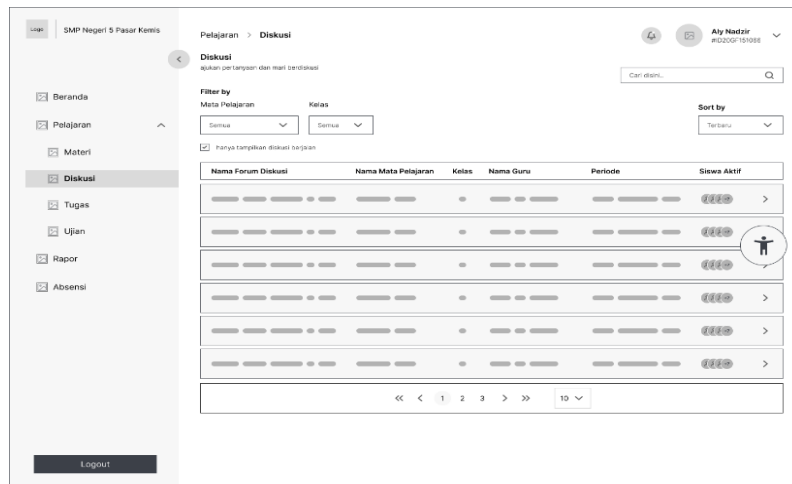 Logo SMP Negeri 5 Pasar Kemis
Beranda
Pelajaran
Materi
Diskusi
Tugas
Ujian
Rapor
Absensi
Logout
Pelajaran > Diskusi
Aly Nadzir
Diskusi
ajukan pertanyaan dan mari berdiskusi
Cari disini..
Filter by
Mata Pelajaran Kelas
Semua Semua
Sort by
Terbaru
hanya tampilkan diskusi berjalan
Nama Forum Diskusi Nama Mata Pelajaran Kelas Nama Guru Periode Siswa Aktif
1 2 3 10